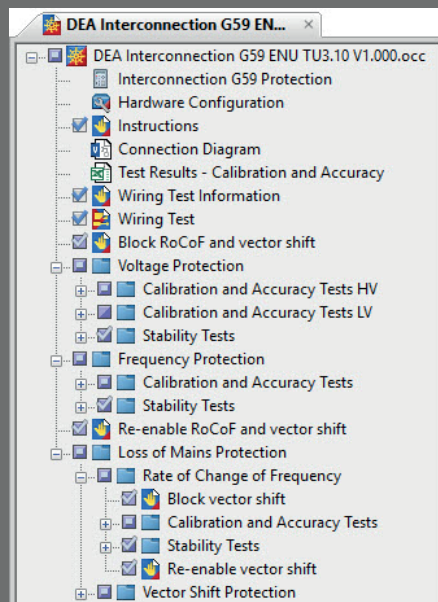 DEA Interconnection G59 EN...
DEA Interconnection G59 ENU TU3.10 V1.000.occ
Interconnection G59 Protection
Hardware Configuration
Instructions
Connection Diagram
Test Results - Calibration and Accuracy
Wiring Test Information
Wiring Test
Block RoCoF and vector shift
Voltage Protection
Calibration and Accuracy Tests HV
Calibration and Accuracy Tests LV
Stability Tests
Frequency Protection
Calibration and Accuracy Tests
Stability Tests
Re-enable RoCoF and vector shift
Loss of Mains Protection
Rate of Change of Frequency
Block vector shift
Calibration and Accuracy Tests
Stability Tests
Re-enable vector shift
Vector Shift Protection